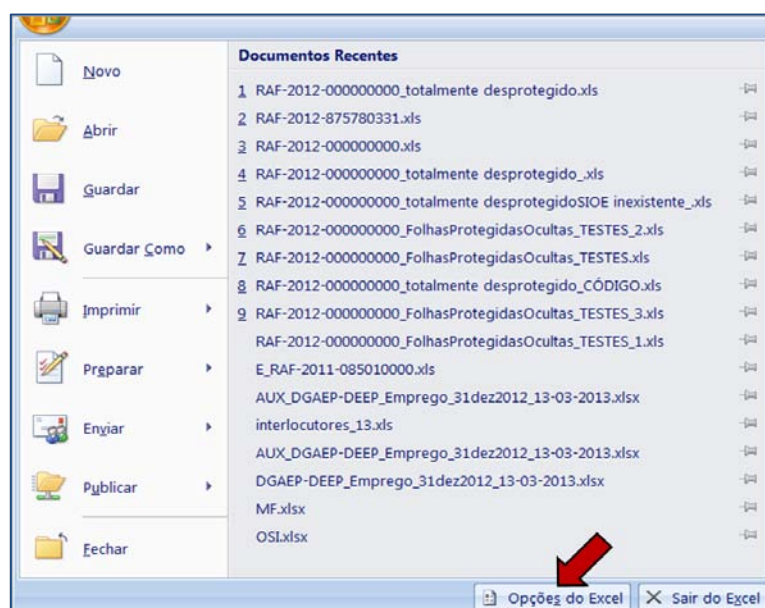 Novo
Abrir
Guardar
Guardar Como
Imprimir
Preparar
Enviar
Publicar
Fechar
Documentos Recentes
1 RAF-2012-000000000_totalmente desprotegido.xls
2 RAF-2012-875780331.xls
3 RAF-2012-000000000.xls
4 RAF-2012-000000000_totalmente desprotegido_.xls
5 RAF-2012-000000000_totalmente desprotegidoSIOE inexistente_.xls
6 RAF-2012-000000000_FolhasProtegidasOcultas_TESTES_2.xls
7 RAF-2012-000000000_FolhasProtegidasOcultas_TESTES.xls
8 RAF-2012-000000000_totalmente desprotegido_CÓDIGO.xls
9 RAF-2012-000000000_FolhasProtegidasOcultas_TESTES_3.xls
RAF-2012-000000000_FolhasProtegidasOcultas_TESTES_1.xls
E_RAF-2011-085010000.xls
AUX_DGAEP-DEEP_Emprego_31dez2012_13-03-2013.xlsx
interlocutores_13.xls
AUX_DGAEP-DEEP_Emprego_31dez2012_13-03-2013.xlsx
DGAEP-DEEP_Emprego_31dez2012_13-03-2013.xlsx
MF.xlsx
OSI.xlsx
Opções do Excel
Sair do Excel